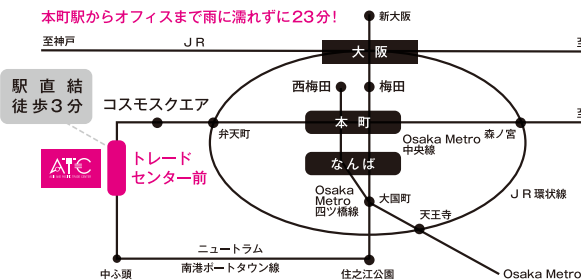 本町駅からオフィスまで雨に濡れずに23分!
新大阪
至神戸
JR
大阪
至
駅直結
徒歩3分
西梅田
梅田
コスモスクエア
本町
至
弁天町
Osaka Metro
中央線
森ノ宮
ATC
トレード
センター前
なんば
Osaka
Metro
四ツ橋線
大国町
JR環状線
天王寺
ニュートラム
南港ポートタウン線
中ふ頭
住之江公園
Osaka Metro